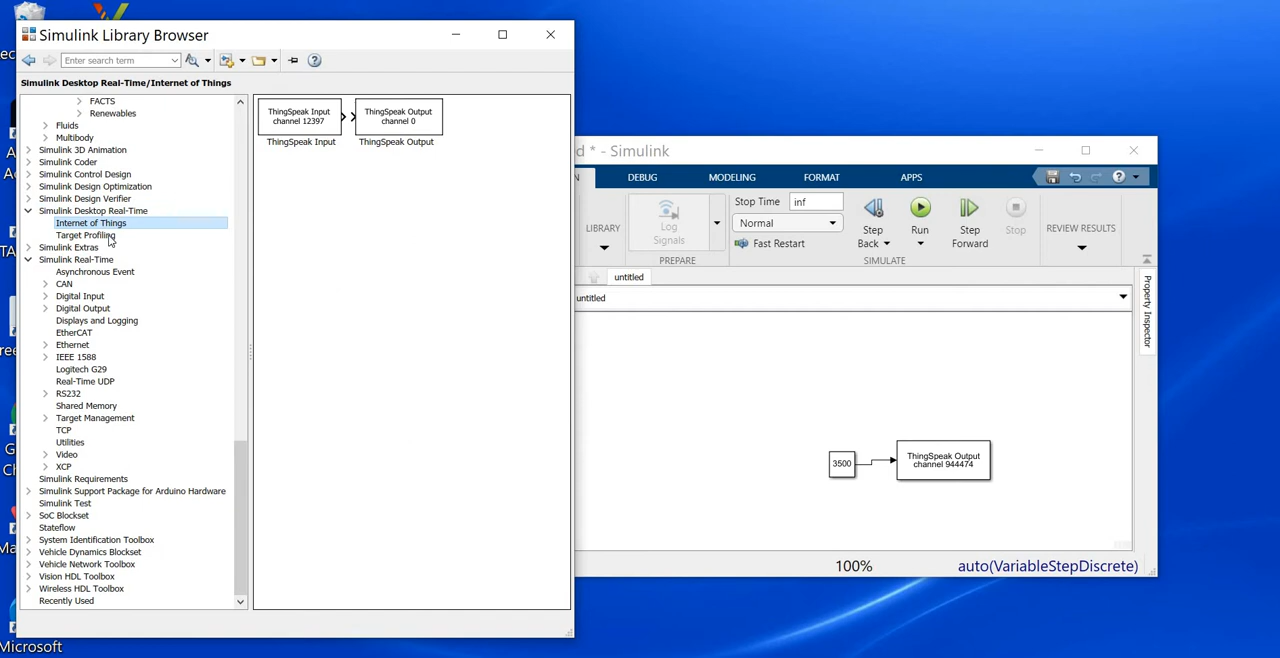 Simulink Library Browser
Enter search term
Simulink Desktop Real-Time/Internet of Things
FACTS
Renewables
Fluids
Multibody
Simulink 3D Animation
Simulink Coder
Simulink Control Design
Simulink Design Optimization
Simulink Design Verifier
Simulink Desktop Real-Time
Internet of Things
Target Profiling
Simulink Extras
Simulink Real-Time
Asynchronous Event
CAN
Digital Input
Digital Output
Displays and Logging
EtherCAT
Ethernet
IEEE 1588
Logitech G29
Real-Time UDP
RS232
Shared Memory
Target Management
TCP
Utilities
Video
XCP
Simulink Requirements
Simulink Support Package for Arduino Hardware
Simulink Test
SoC Blockset
Stateflow
System Identification Toolbox
Vehicle Dynamics Blockset
Vehicle Network Toolbox
Vision HDL Toolbox
Wireless HDL Toolbox
Recently Used
ThingSpeak Input
channel 12397
ThingSpeak Input
ThingSpeak Output
channel 0
ThingSpeak Output
d * - Simulink
N
DEBUG
MODELING
FORMAT
APPS
LIBRARY
Log
Signals
PREPARE
Stop Time
inf
Normal
Fast Restart
Step
Back
Run
Step
Forward
Stop
SIMULATE
REVIEW RESULTS
untitled
untitled
Property Inspector
3500
ThingSpeak Output
channel 944474
100%
auto(VariableStepDiscrete)
Microsoft